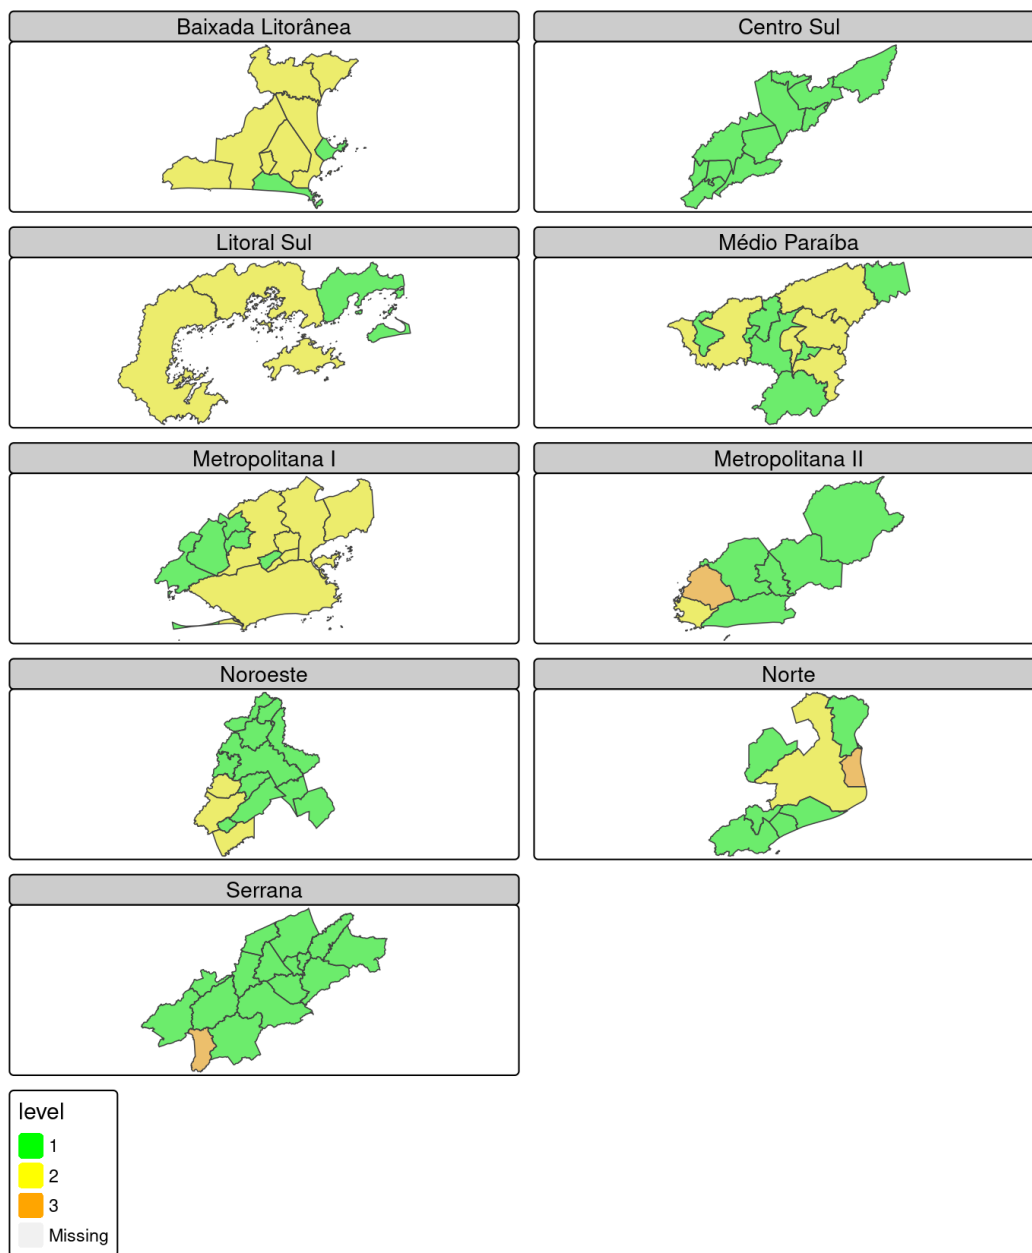 Baixada Litorânea
Centro Sul
Litoral Sul
Médio Paraíba
Metropolitana I
Metropolitana II
Noroeste
Norte
Serrana
level
1
2
3
Missing